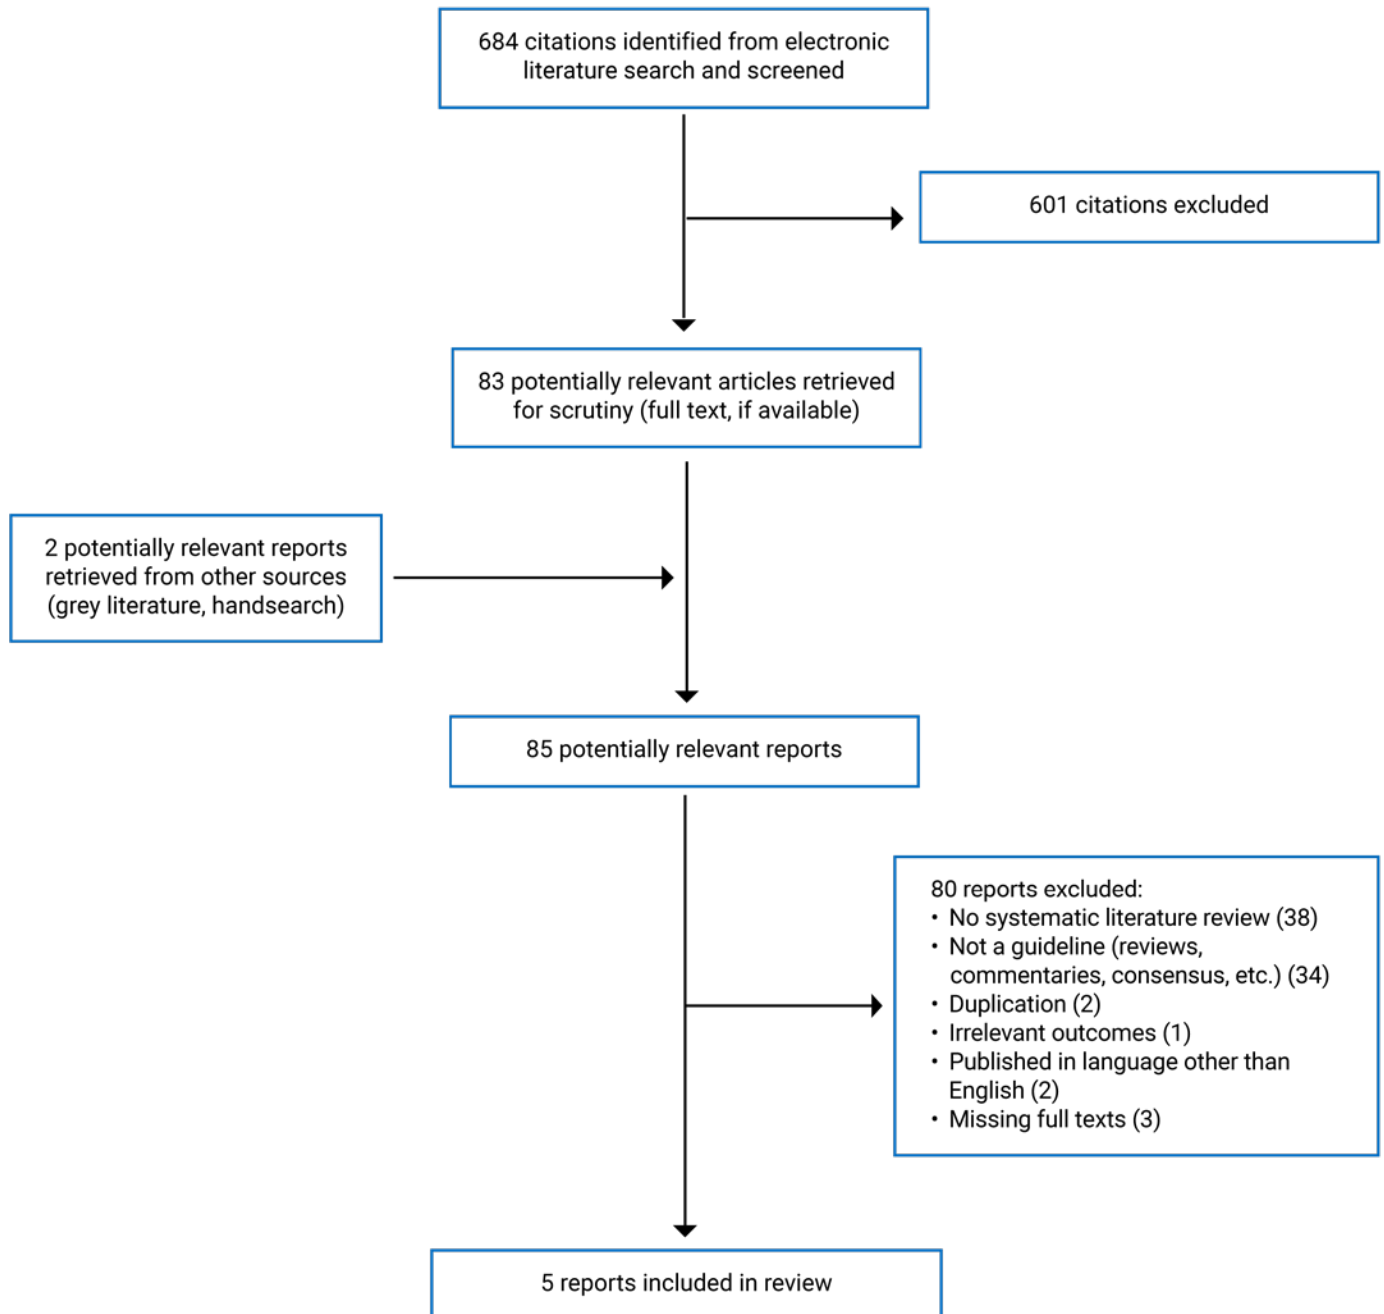 684 citations identified from electronic
literature search and screened
601 citations excluded
83 potentially relevant articles retrieved
for scrutiny (full text, if available)
2 potentially relevant reports
retrieved from other sources
(grey literature, handsearch)
85 potentially relevant reports
80 reports excluded:
• No systematic literature review (38)
• Not a guideline (reviews,
commentaries, consensus, etc.) (34)
• Duplication (2)
• Irrelevant outcomes (1)
• Published in language other than
English (2)
• Missing full texts (3)
5 reports included in review